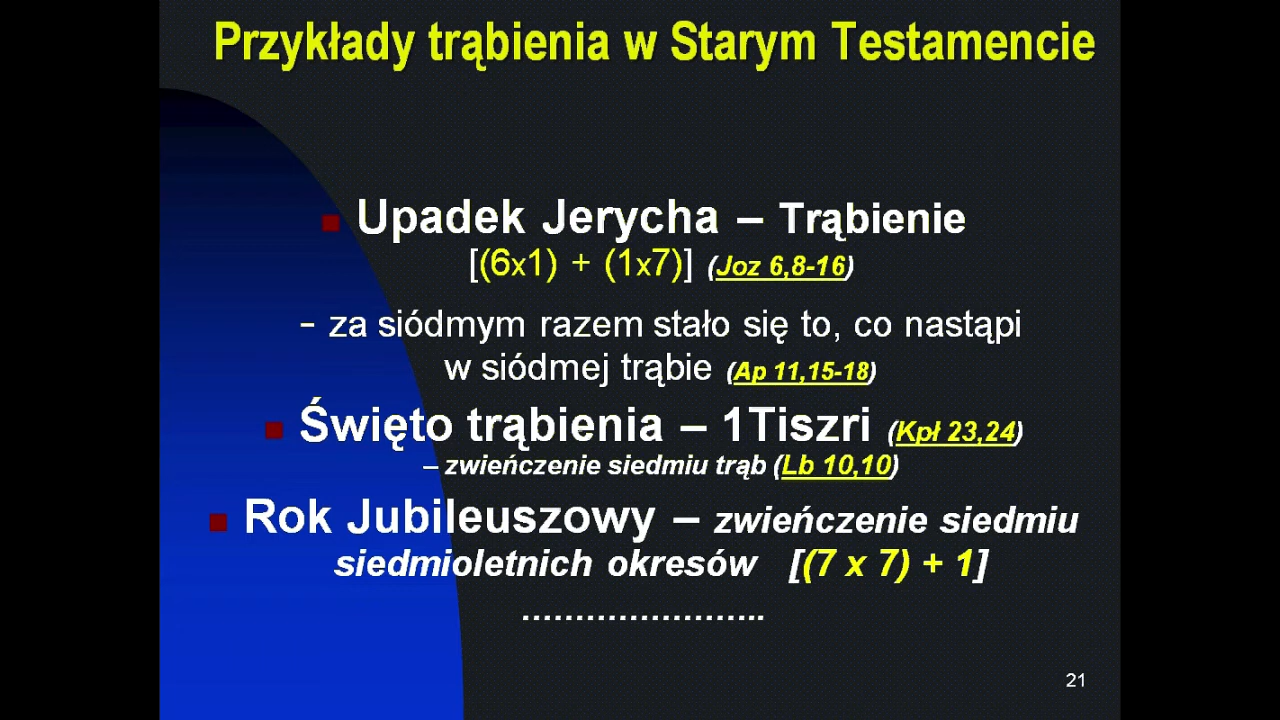 Przykłady trąbienia w Starym Testamencie
Upadek Jerycha – Trąbienie
[(6x1) + (1x7)] (Joz 6,8-16)
- za siódmym razem stało się to, co nastąpi
w siódmej trąbie (Ap 11,15-18)
Święto trąbienia – 1Tiszri (Kpł 23,24)
– zwieńczenie siedmiu trąb (Lb 10,10)
Rok Jubileuszowy – zwieńczenie siedmiu
siedmioletnich okresów [(7 x 7) + 1]
……………………..
21